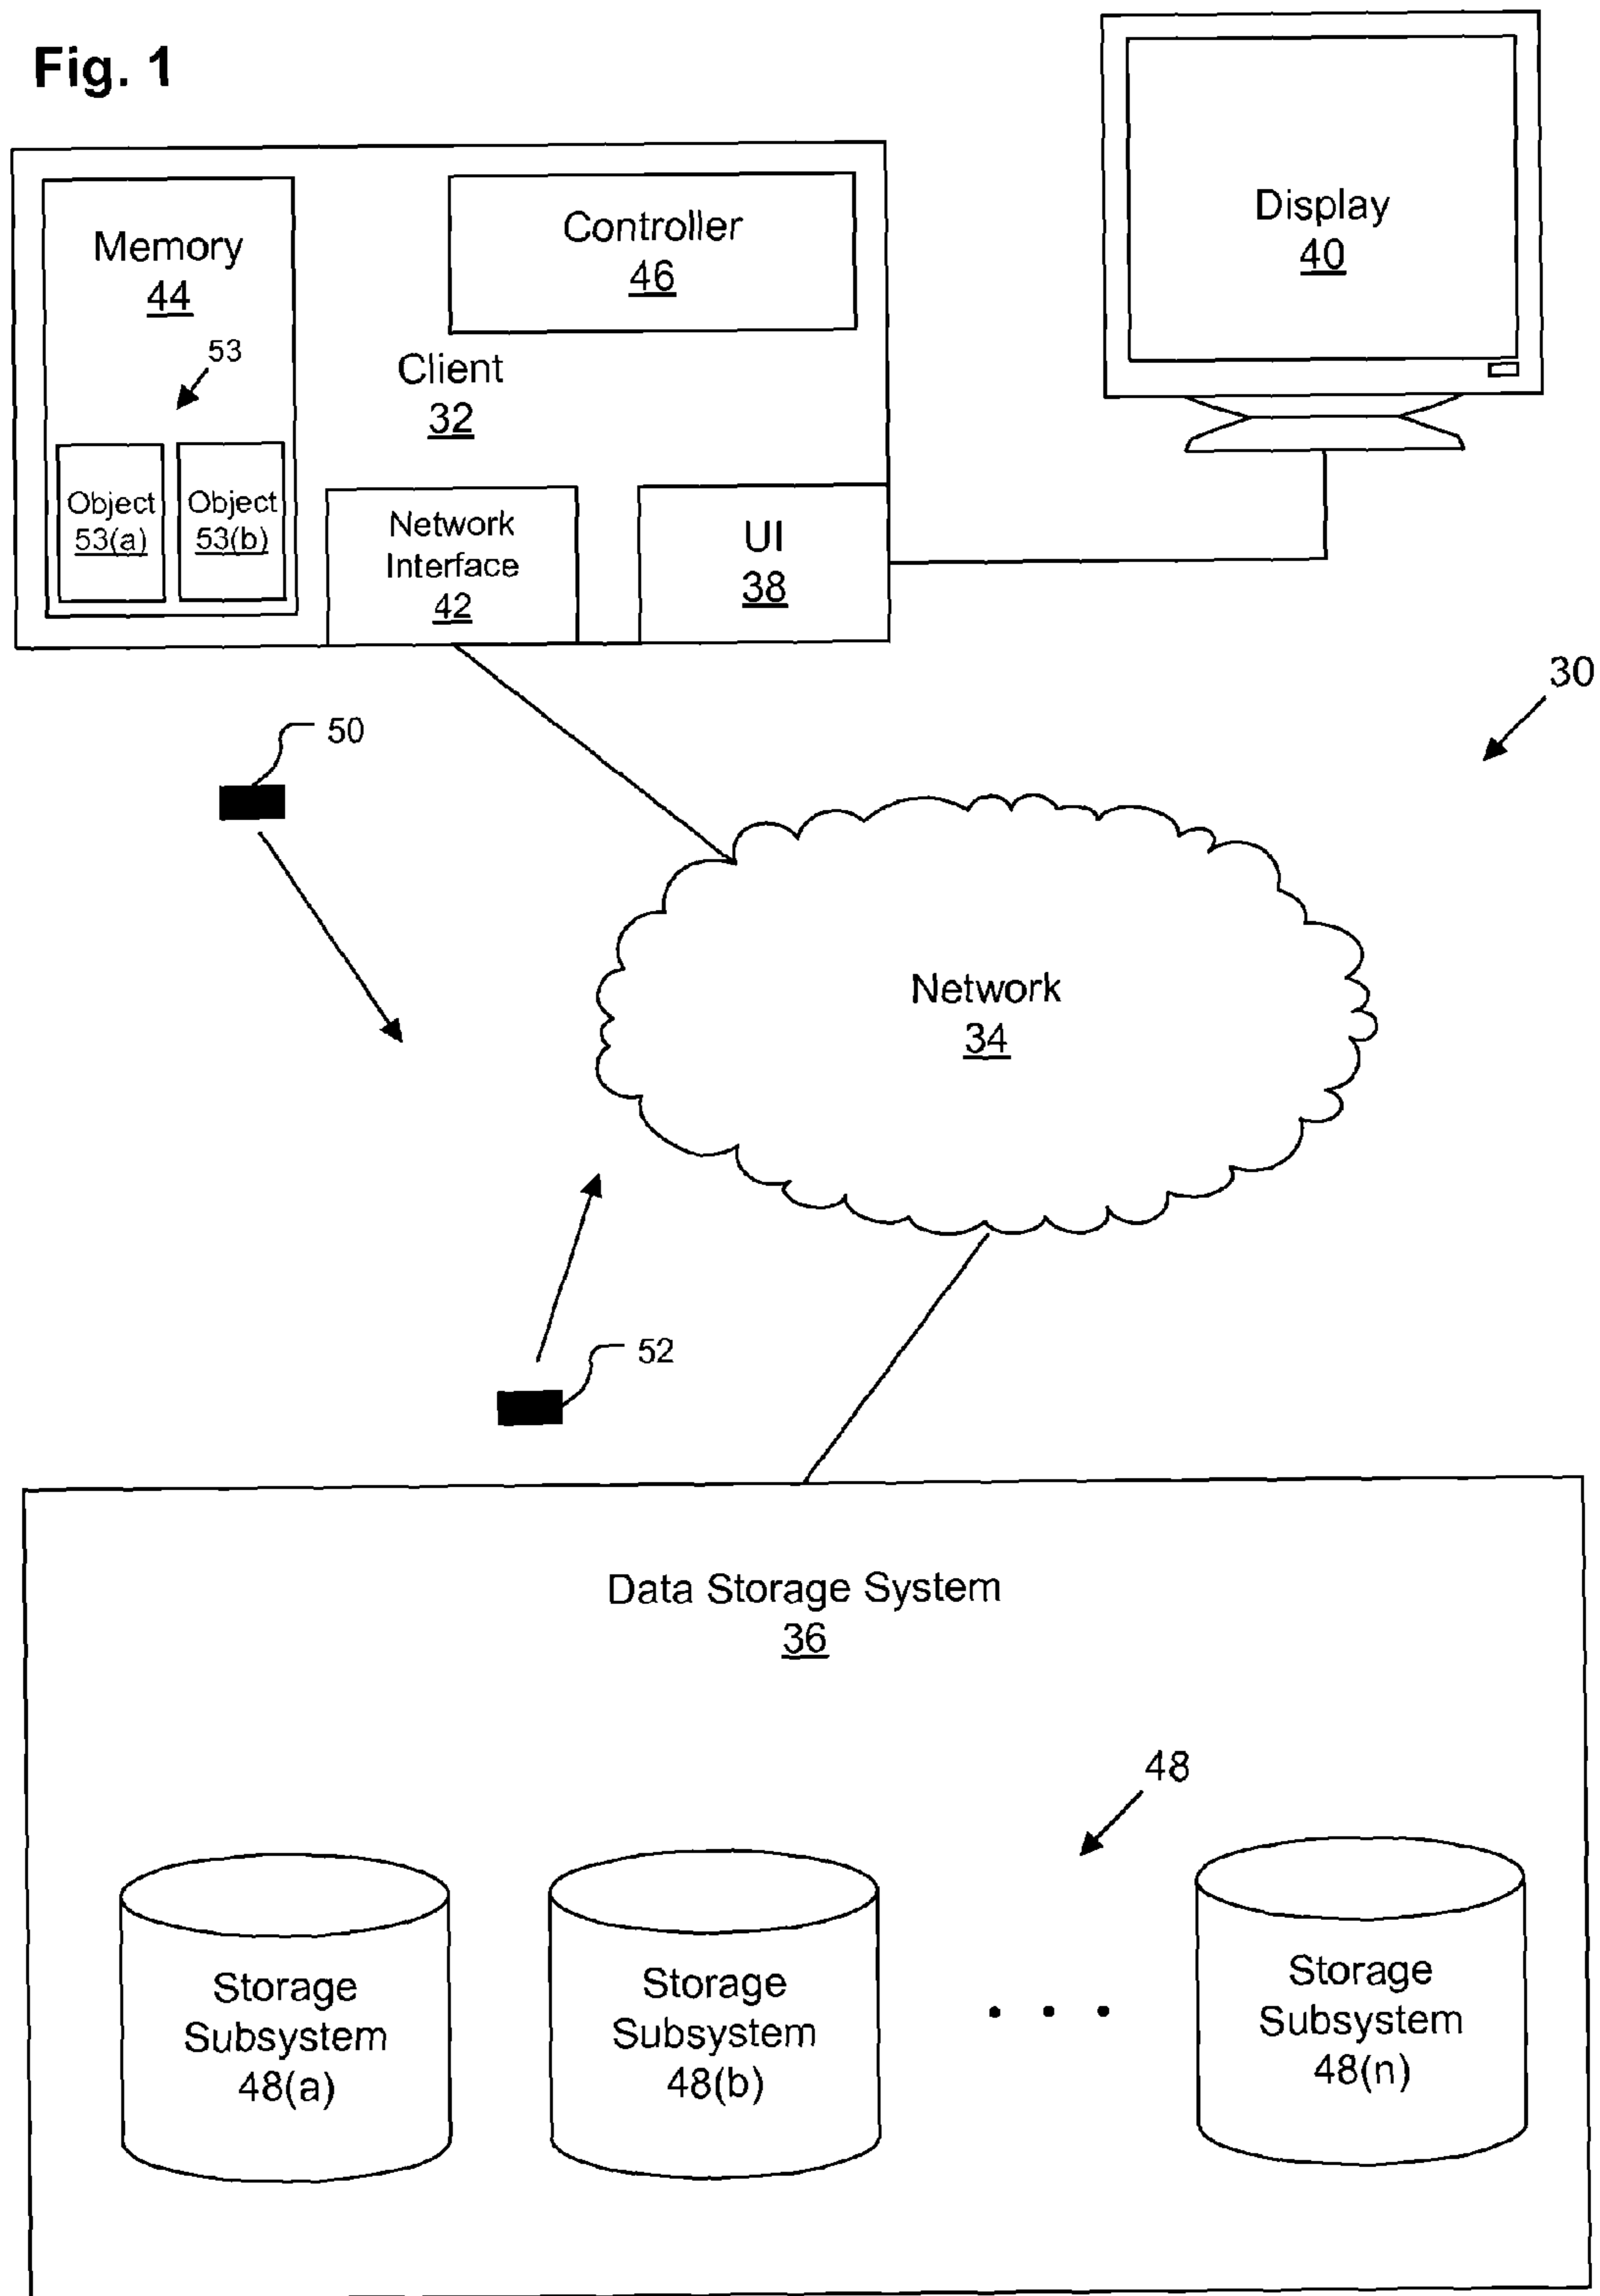 Fig. 1
Display
40
Controller
46
Memory
44
53
Client
32
Object
53(a)
Object
53(b)
Network
Interface
42
UI
38
30
50
Network
34
52
Data Storage System
36
48
Storage
Subsystem
48(a)
Storage
Subsystem
48(b)
. . .
Storage
Subsystem
48(n)